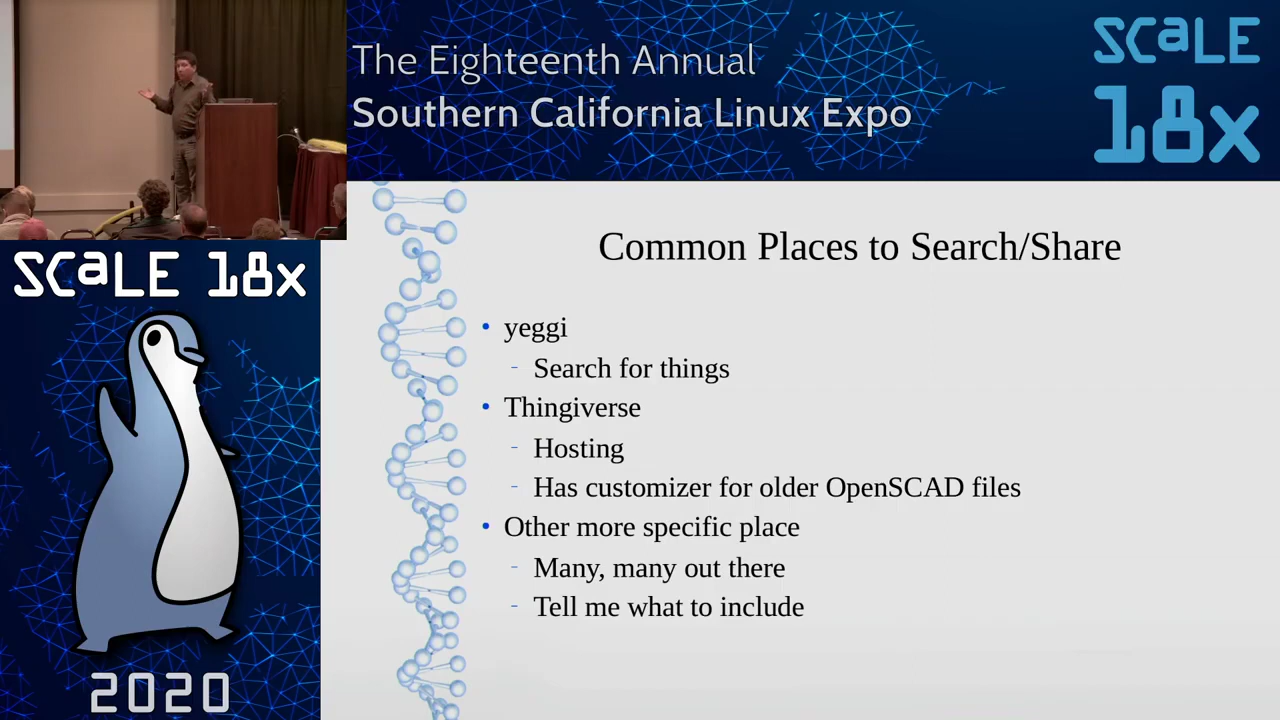 The Eighteenth Annual
Southern California Linux Expo
SCaLE
18x
SCaLE 18x
2020
Common Places to Search/Share
• yeggi
- Search for things
• Thingiverse
- Hosting
- Has customizer for older OpenSCAD files
• Other more specific place
- Many, many out there
- Tell me what to include